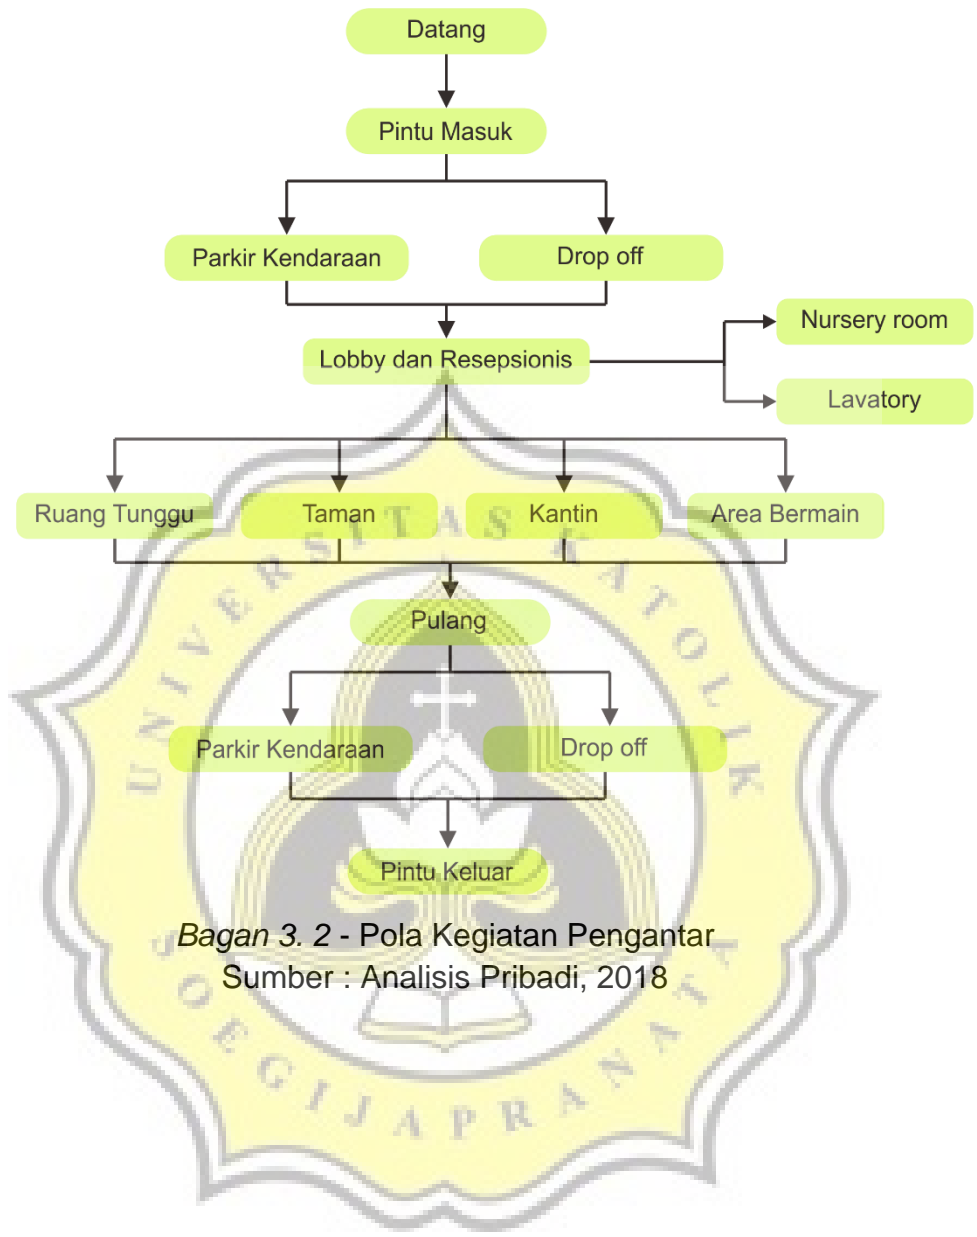 Datang
Pintu Masuk
Parkir Kendaraan
Drop off
Nursery room
Lobby dan Resepsionis
Lavatory
Ruang Tunggu
Taman
Kantin
Area Bermain
Pulang
Parkir Kendaraan
Drop off
Pintu Keluar
Bagan 3. 2 - Pola Kegiatan Pengantar
Sumber : Analisis Pribadi, 2018
UNIVERSITAS KATOLIK
SOEGIJAPRANATA